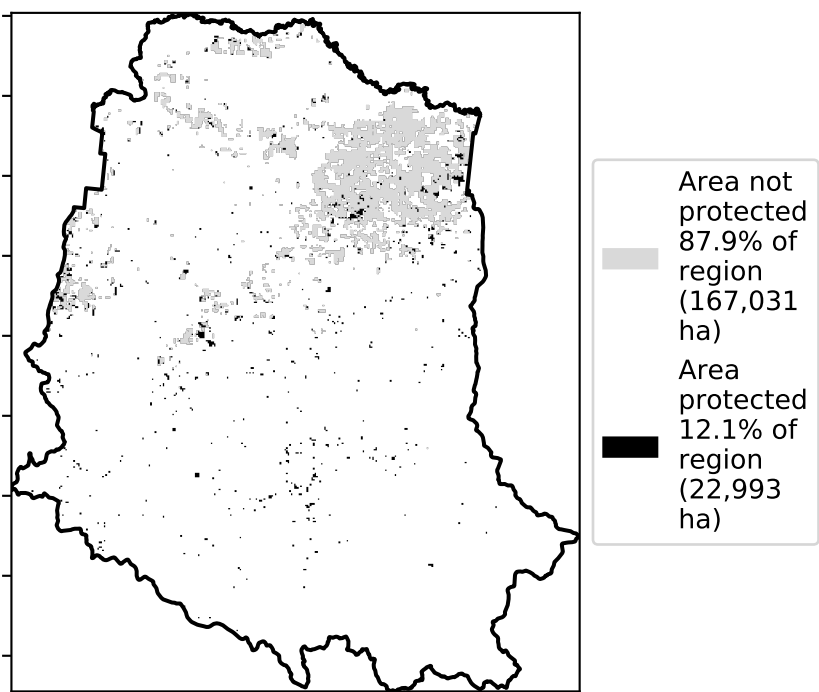 Area not
protected
87.9% of
region
(167,031
ha)
Area
protected
12.1% of
region
(22,993
ha)